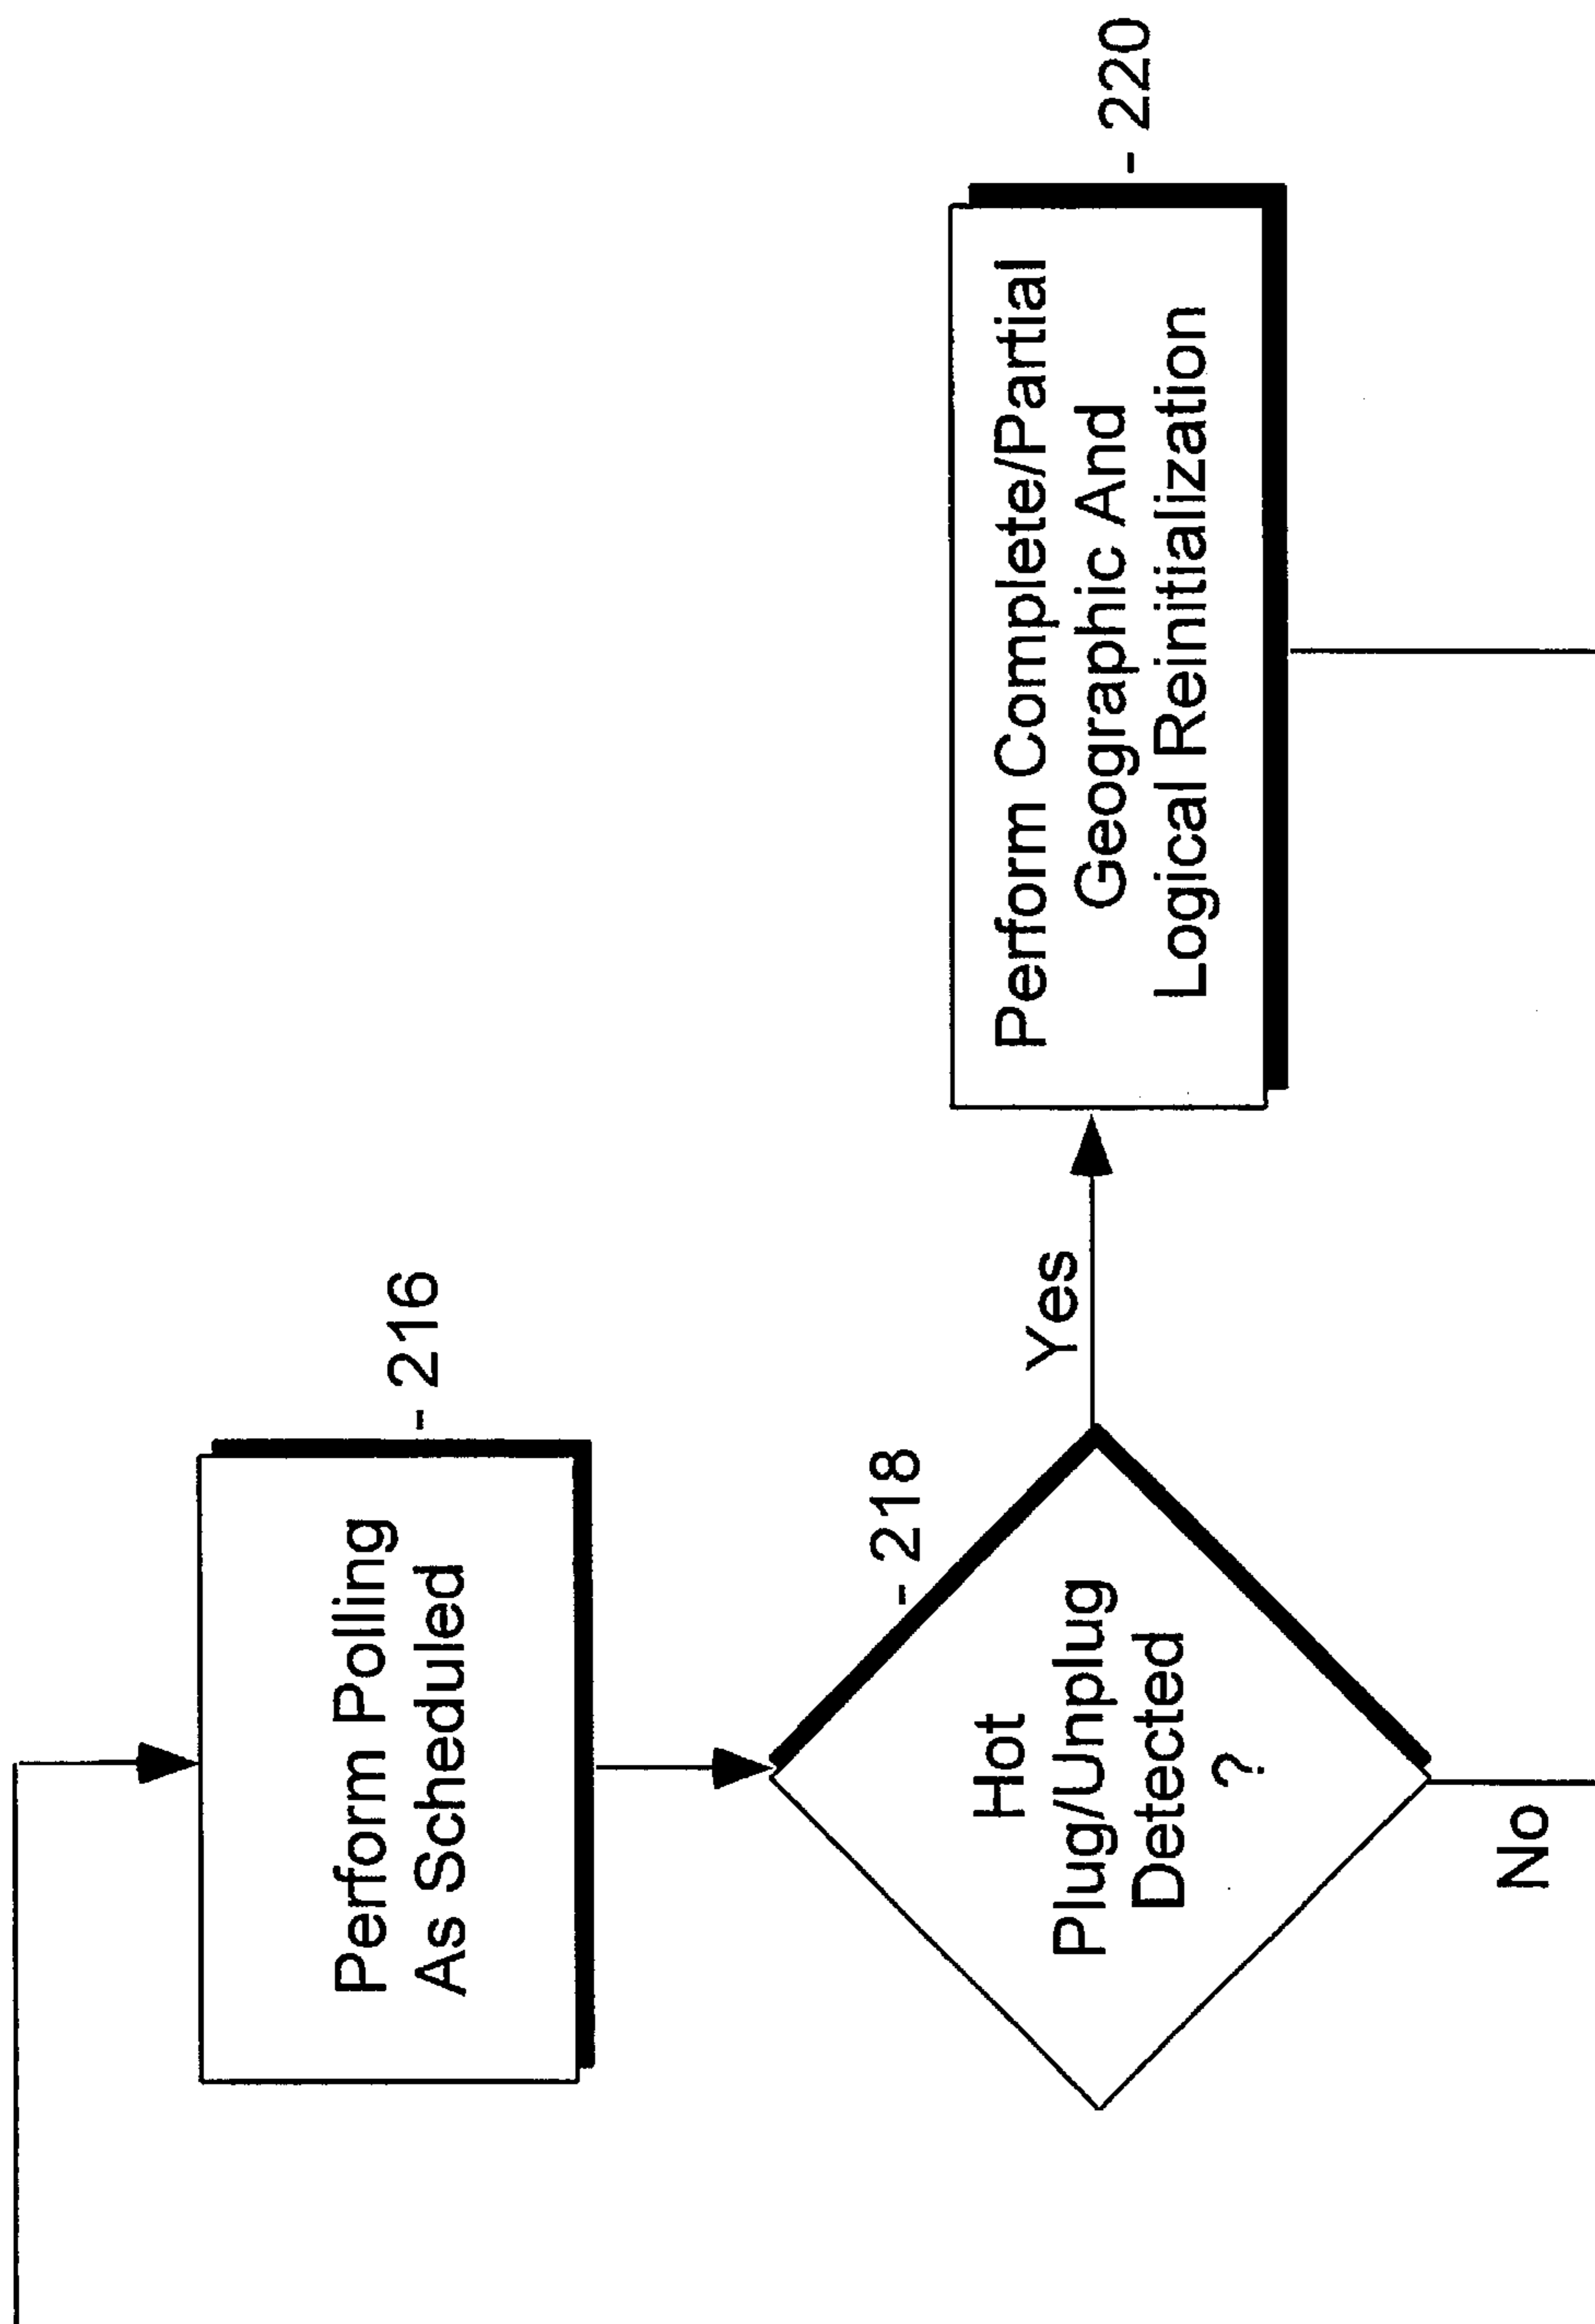 Perform Polling
As Scheduled
- 216
Hot
Plug/Unplug
Detected
?
- 218
Yes
No
Perform Complete/Partial
Geographic And
Logical Reinitialization
- 220